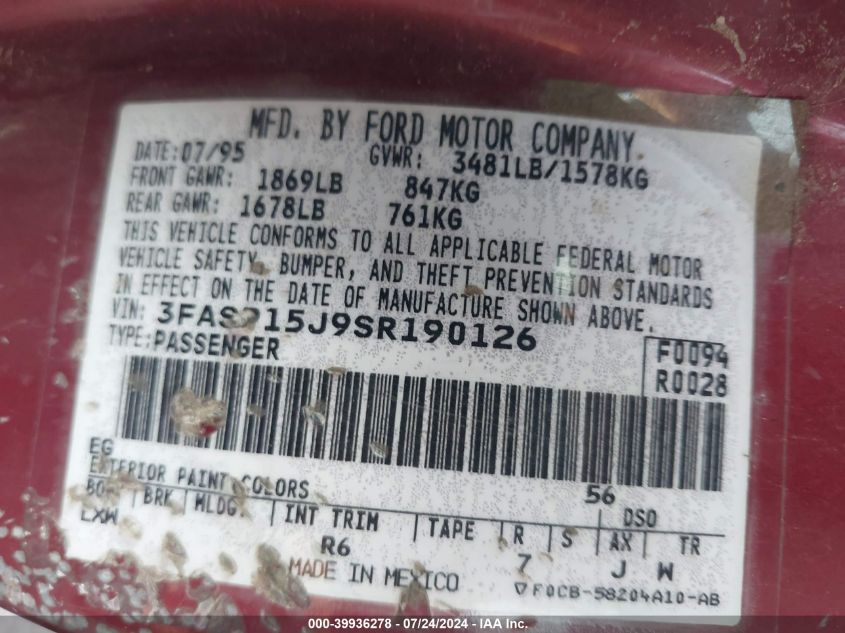 MFD. BY FORD MOTOR COMPANY.
DATE:07/95 GVWR: 3481LB/1578KG
FRONT GAWR: 1869LB 847KG
REAR GAWR: 1678LB 761KG
THIS VEHICLE CONFORMS TO ALL APPLICABLE FEDERAL MOTOR
VEHICLE SAFETY, BUMPER, AND THEFT PREVENTION STANDARDS
IN EFFECT ON THE DATE OF MANUFACTURE SHOWN ABOVE.
VIN:
TYPE:PASSENGER
F0094
R0028
EG
EXTERIOR PAINT COLORS 56 DSO
BRK MLDG. INT TRIM TAPE R S AX TR
LXW R6 7 J W
MADE IN MEXICO ▽F0CB-58204A10-AB
000-39936278 - 07/24/2024 - IAA Inc.